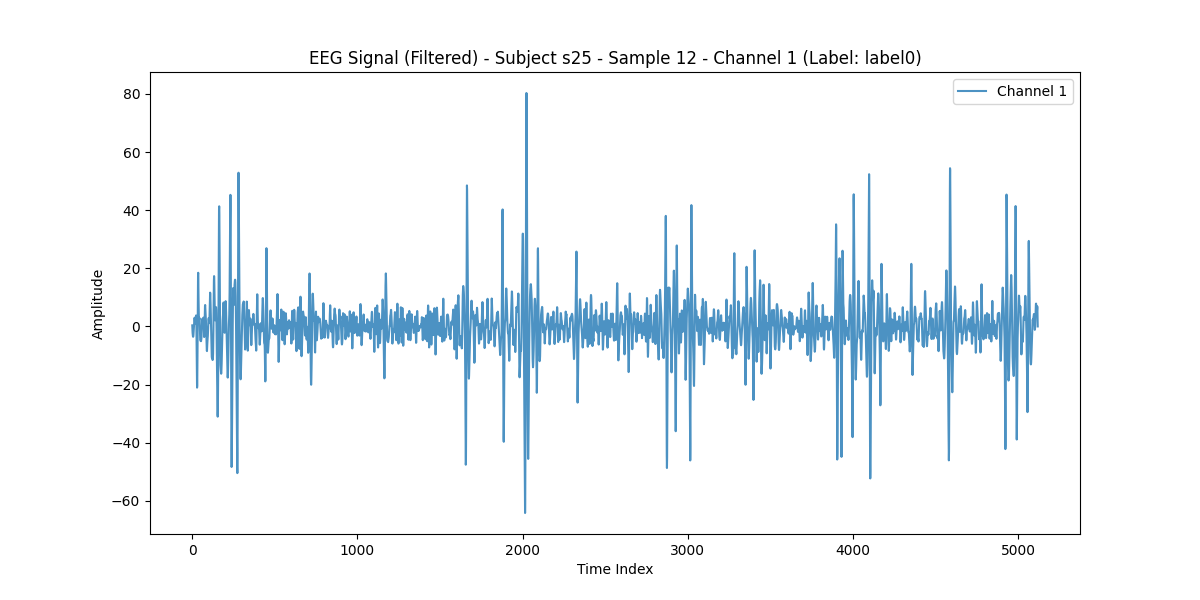 EEG Signal (Filtered) - Subject s25 - Sample 12 - Channel 1 (Label: label0)
Channel 1
80
60
40
20
0
−20
−40
−60
Amplitude
0 1000 2000 3000 4000 5000
Time Index